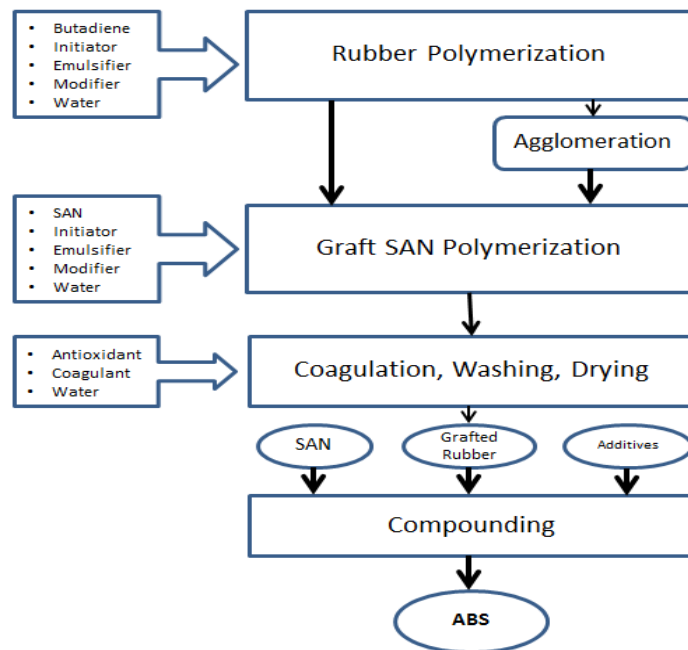 • Butadiene
• Initiator
• Emulsifier
• Modifier
• Water
Rubber Polymerization
Agglomeration
• SAN
• Initiator
• Emulsifier
• Modifier
• Water
Graft SAN Polymerization
• Antioxidant
• Coagulant
• Water
Coagulation, Washing, Drying
SAN
Grafted
Rubber
Additives
Compounding
ABS